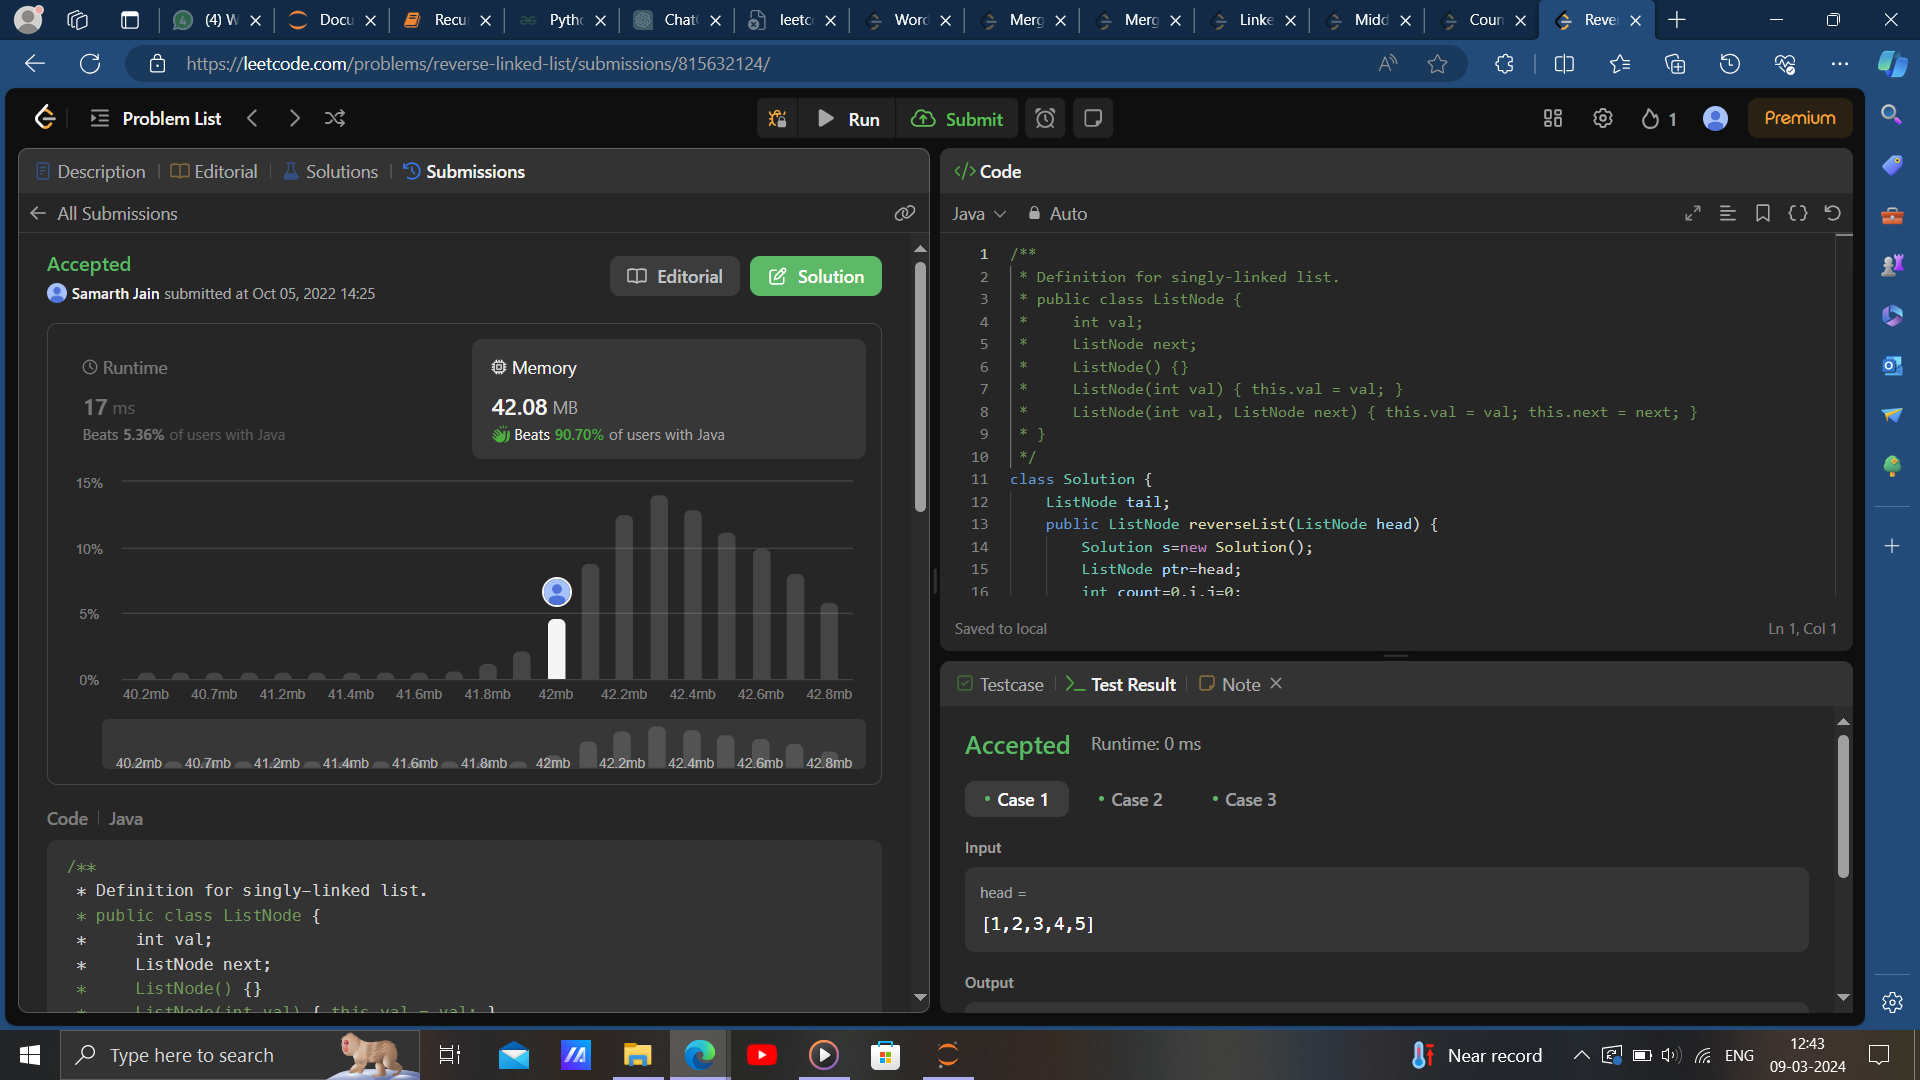 (4) W
Docu
Recu
Pytho
Chat
leetc
Word
Merg
Merg
Linke
Midd
Coun
Rever
https://leetcode.com/problems/reverse-linked-list/submissions/815632124/
Problem List
Run
Submit
1
Premium
Description
Editorial
Solutions
Submissions
All Submissions
Accepted
Samarth Jain submitted at Oct 05, 2022 14:25
Editorial
Solution
Runtime
17 ms
Beats 5.36% of users with Java
Memory
42.08 MB
Beats 90.70% of users with Java
15%
10%
5%
0%
40.2mb 40.7mb 41.2mb 41.4mb 41.6mb 41.8mb 42mb 42.2mb 42.4mb 42.6mb 42.8mb
40.2mb 40.7mb 41.2mb 41.4mb 41.6mb 41.8mb 42mb 42.2mb 42.4mb 42.6mb 42.8mb
Code Java
/**
* Definition for singly-linked list.
* public class ListNode {
*     int val;
*     ListNode next;
*     ListNode() {}
*     ListNode(int val) { this.val = val; }
Code
Java
Auto
1 /**
2 * Definition for singly-linked list.
3 * public class ListNode {
4 *     int val;
5 *     ListNode next;
6 *     ListNode() {}
7 *     ListNode(int val) { this.val = val; }
8 *     ListNode(int val, ListNode next) { this.val = val; this.next = next; }
9 * }
10 */
11 class Solution {
12     ListNode tail;
13     public ListNode reverseList(ListNode head) {
14         Solution s=new Solution();
15         ListNode ptr=head;
16         int count=0,i,j=0;
Saved to local
Ln 1, Col 1
Testcase
Test Result
Note
Accepted Runtime: 0 ms
Case 1
Case 2
Case 3
Input
head =
[1,2,3,4,5]
Output
Type here to search
Near record
ENG
12:43
09-03-2024